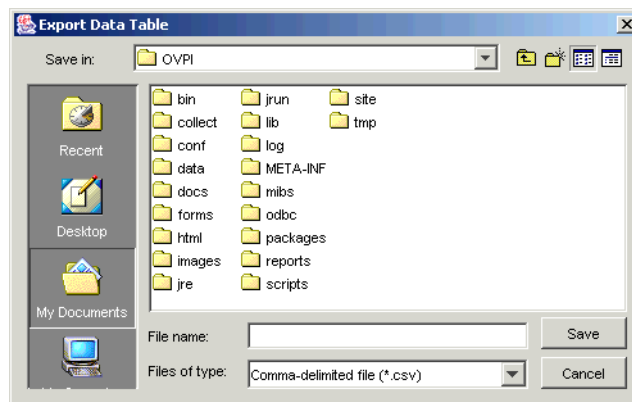 Export Data Table
Save in: OVPI
Recent
Desktop
My Documents
bin
collect
conf
data
docs
forms
html
images
jre
jrun
lib
log
META-INF
mibs
odbc
packages
reports
scripts
site
tmp
File name:
Save
Files of type: Comma-delimited file (*.csv)
Cancel